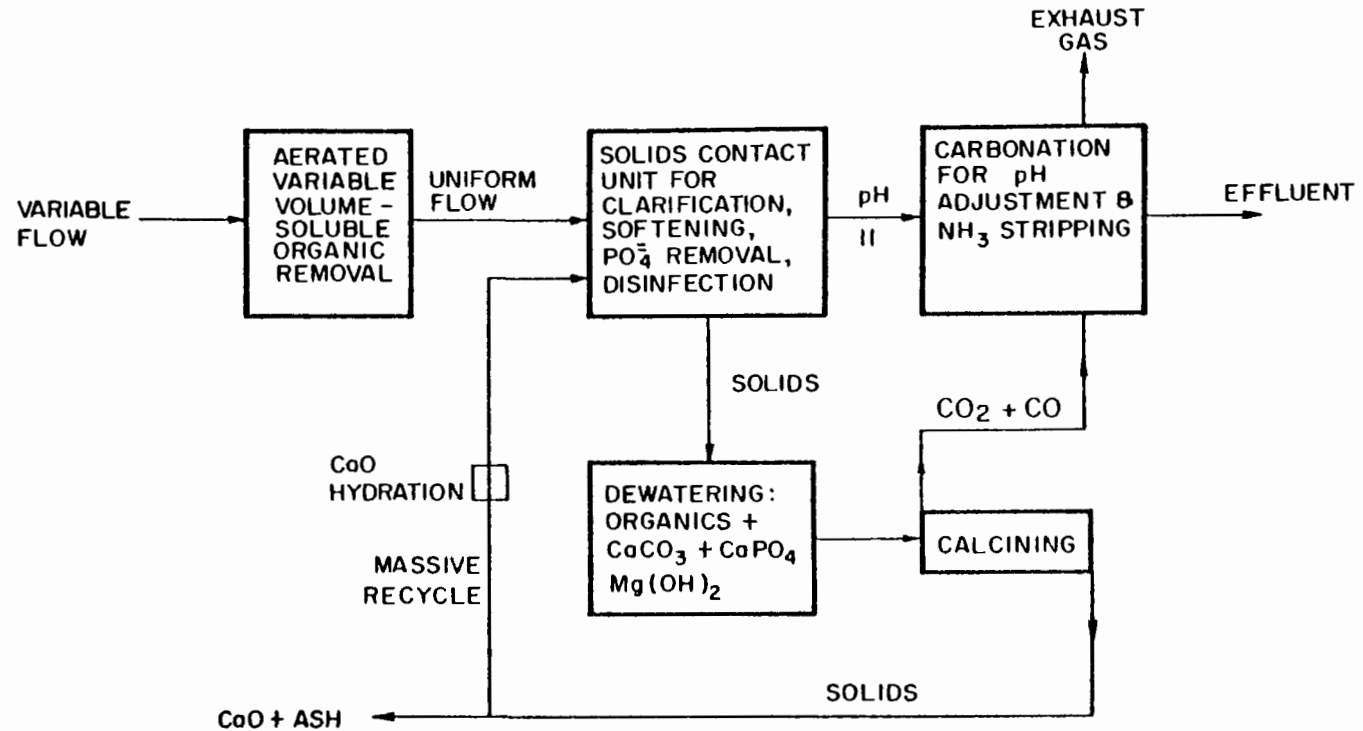 EXHAUST
GAS
VARIABLE
FLOW
AERATED
VARIABLE
VOLUME -
SOLUBLE
ORGANIC
REMOVAL
UNIFORM
FLOW
SOLIDS CONTACT
UNIT FOR
CLARIFICATION,
SOFTENING,
PO₄⁼ REMOVAL,
DISINFECTION
pH
11
CARBONATION
FOR pH
ADJUSTMENT &
NH₃ STRIPPING
EFFLUENT
SOLIDS
CO₂ + CO
CaO
HYDRATION
DEWATERING:
ORGANICS +
CaCO₃ + CaPO₄
Mg(OH)₂
CALCINING
MASSIVE
RECYCLE
SOLIDS
CaO + ASH